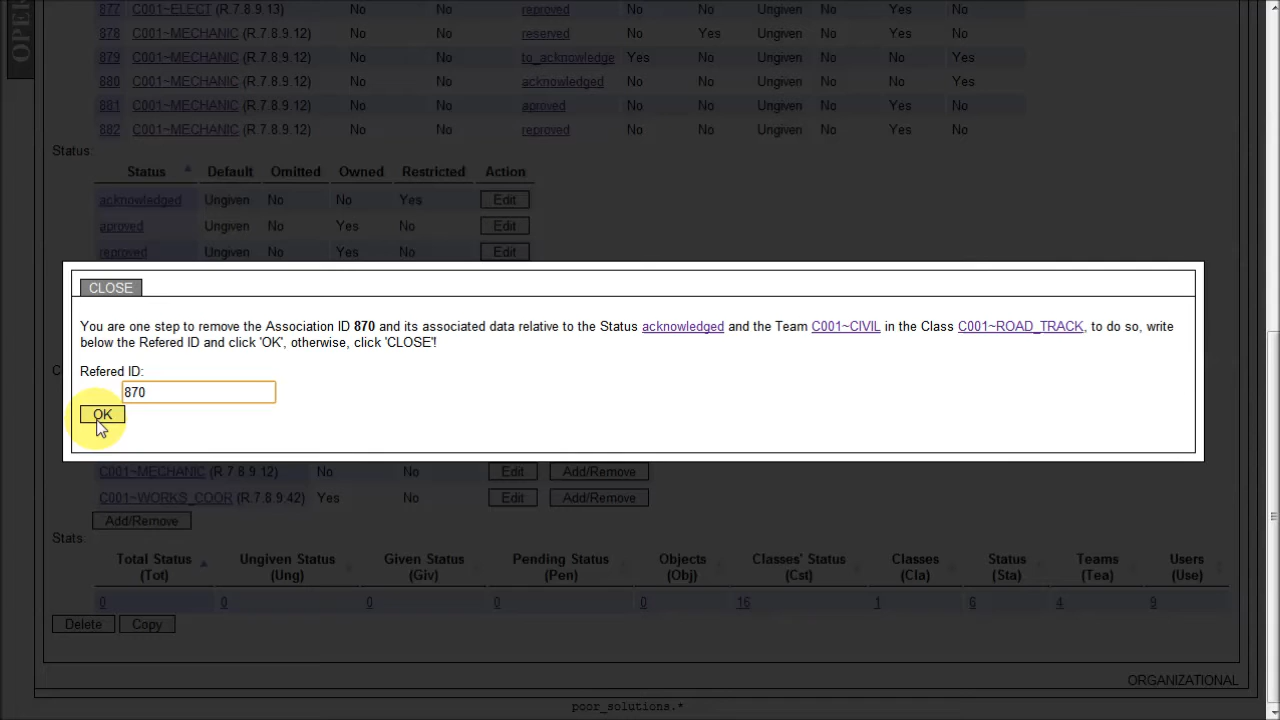 OPER
877 C001~ELECT (R.7.8.9.13) No No reproved No No Ungiven No Yes No
878 C001~MECHANIC (R.7.8.9.12) No No reserved No Yes Ungiven No No No
879 C001~MECHANIC (R.7.8.9.12) No No to_acknowledge Yes No Ungiven No No Yes
880 C001~MECHANIC (R.7.8.9.12) No No acknowledged No No Ungiven No No Yes
881 C001~MECHANIC (R.7.8.9.12) No No aproved No No Ungiven No Yes No
882 C001~MECHANIC (R.7.8.9.12) No No reproved No No Ungiven No Yes No
Status:
Status Default Omitted Owned Restricted Action
acknowledged Ungiven No No Yes Edit
aproved Ungiven No Yes No Edit
reproved Ungiven No Yes No Edit
CLOSE
You are one step to remove the Association ID 870 and its associated data relative to the Status acknowledged and the Team C001~CIVIL in the Class C001~ROAD_TRACK, to do so, write
below the Refered ID and click 'OK', otherwise, click 'CLOSE'!
Refered ID:
870
OK
C001~MECHANIC (R.7.8.9.12) No No Edit Add/Remove
C001~WORKS_COOR (R.7.8.9.42) Yes No Edit Add/Remove
Add/Remove
Stats:
Total Status Ungiven Status Given Status Pending Status Objects Classes' Status Classes Status Teams Users
(Tot) (Ung) (Giv) (Pen) (Obj) (Cst) (Cla) (Sta) (Tea) (Use)
0 0 0 0 0 16 1 6 4 9
Delete Copy
ORGANIZATIONAL
poor_solutions.*